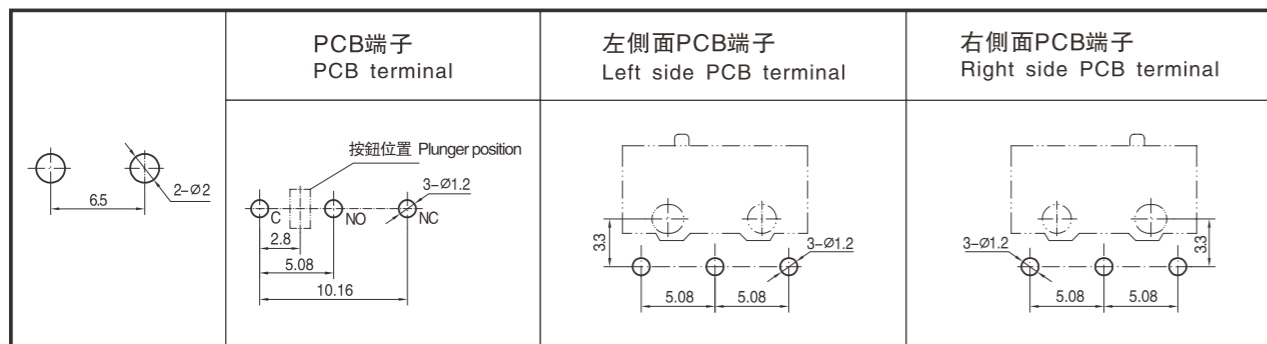 PCB端子
PCB terminal
左側面PCB端子
Left side PCB terminal
右側面PCB端子
Right side PCB terminal
6.5
2-Ø2
按鈕位置 Plunger position
3-Ø1.2
C
NO
NC
2.8
5.08
10.16
3.3
3-Ø1.2
5.08
5.08
3-Ø1.2
3.3
5.08
5.08